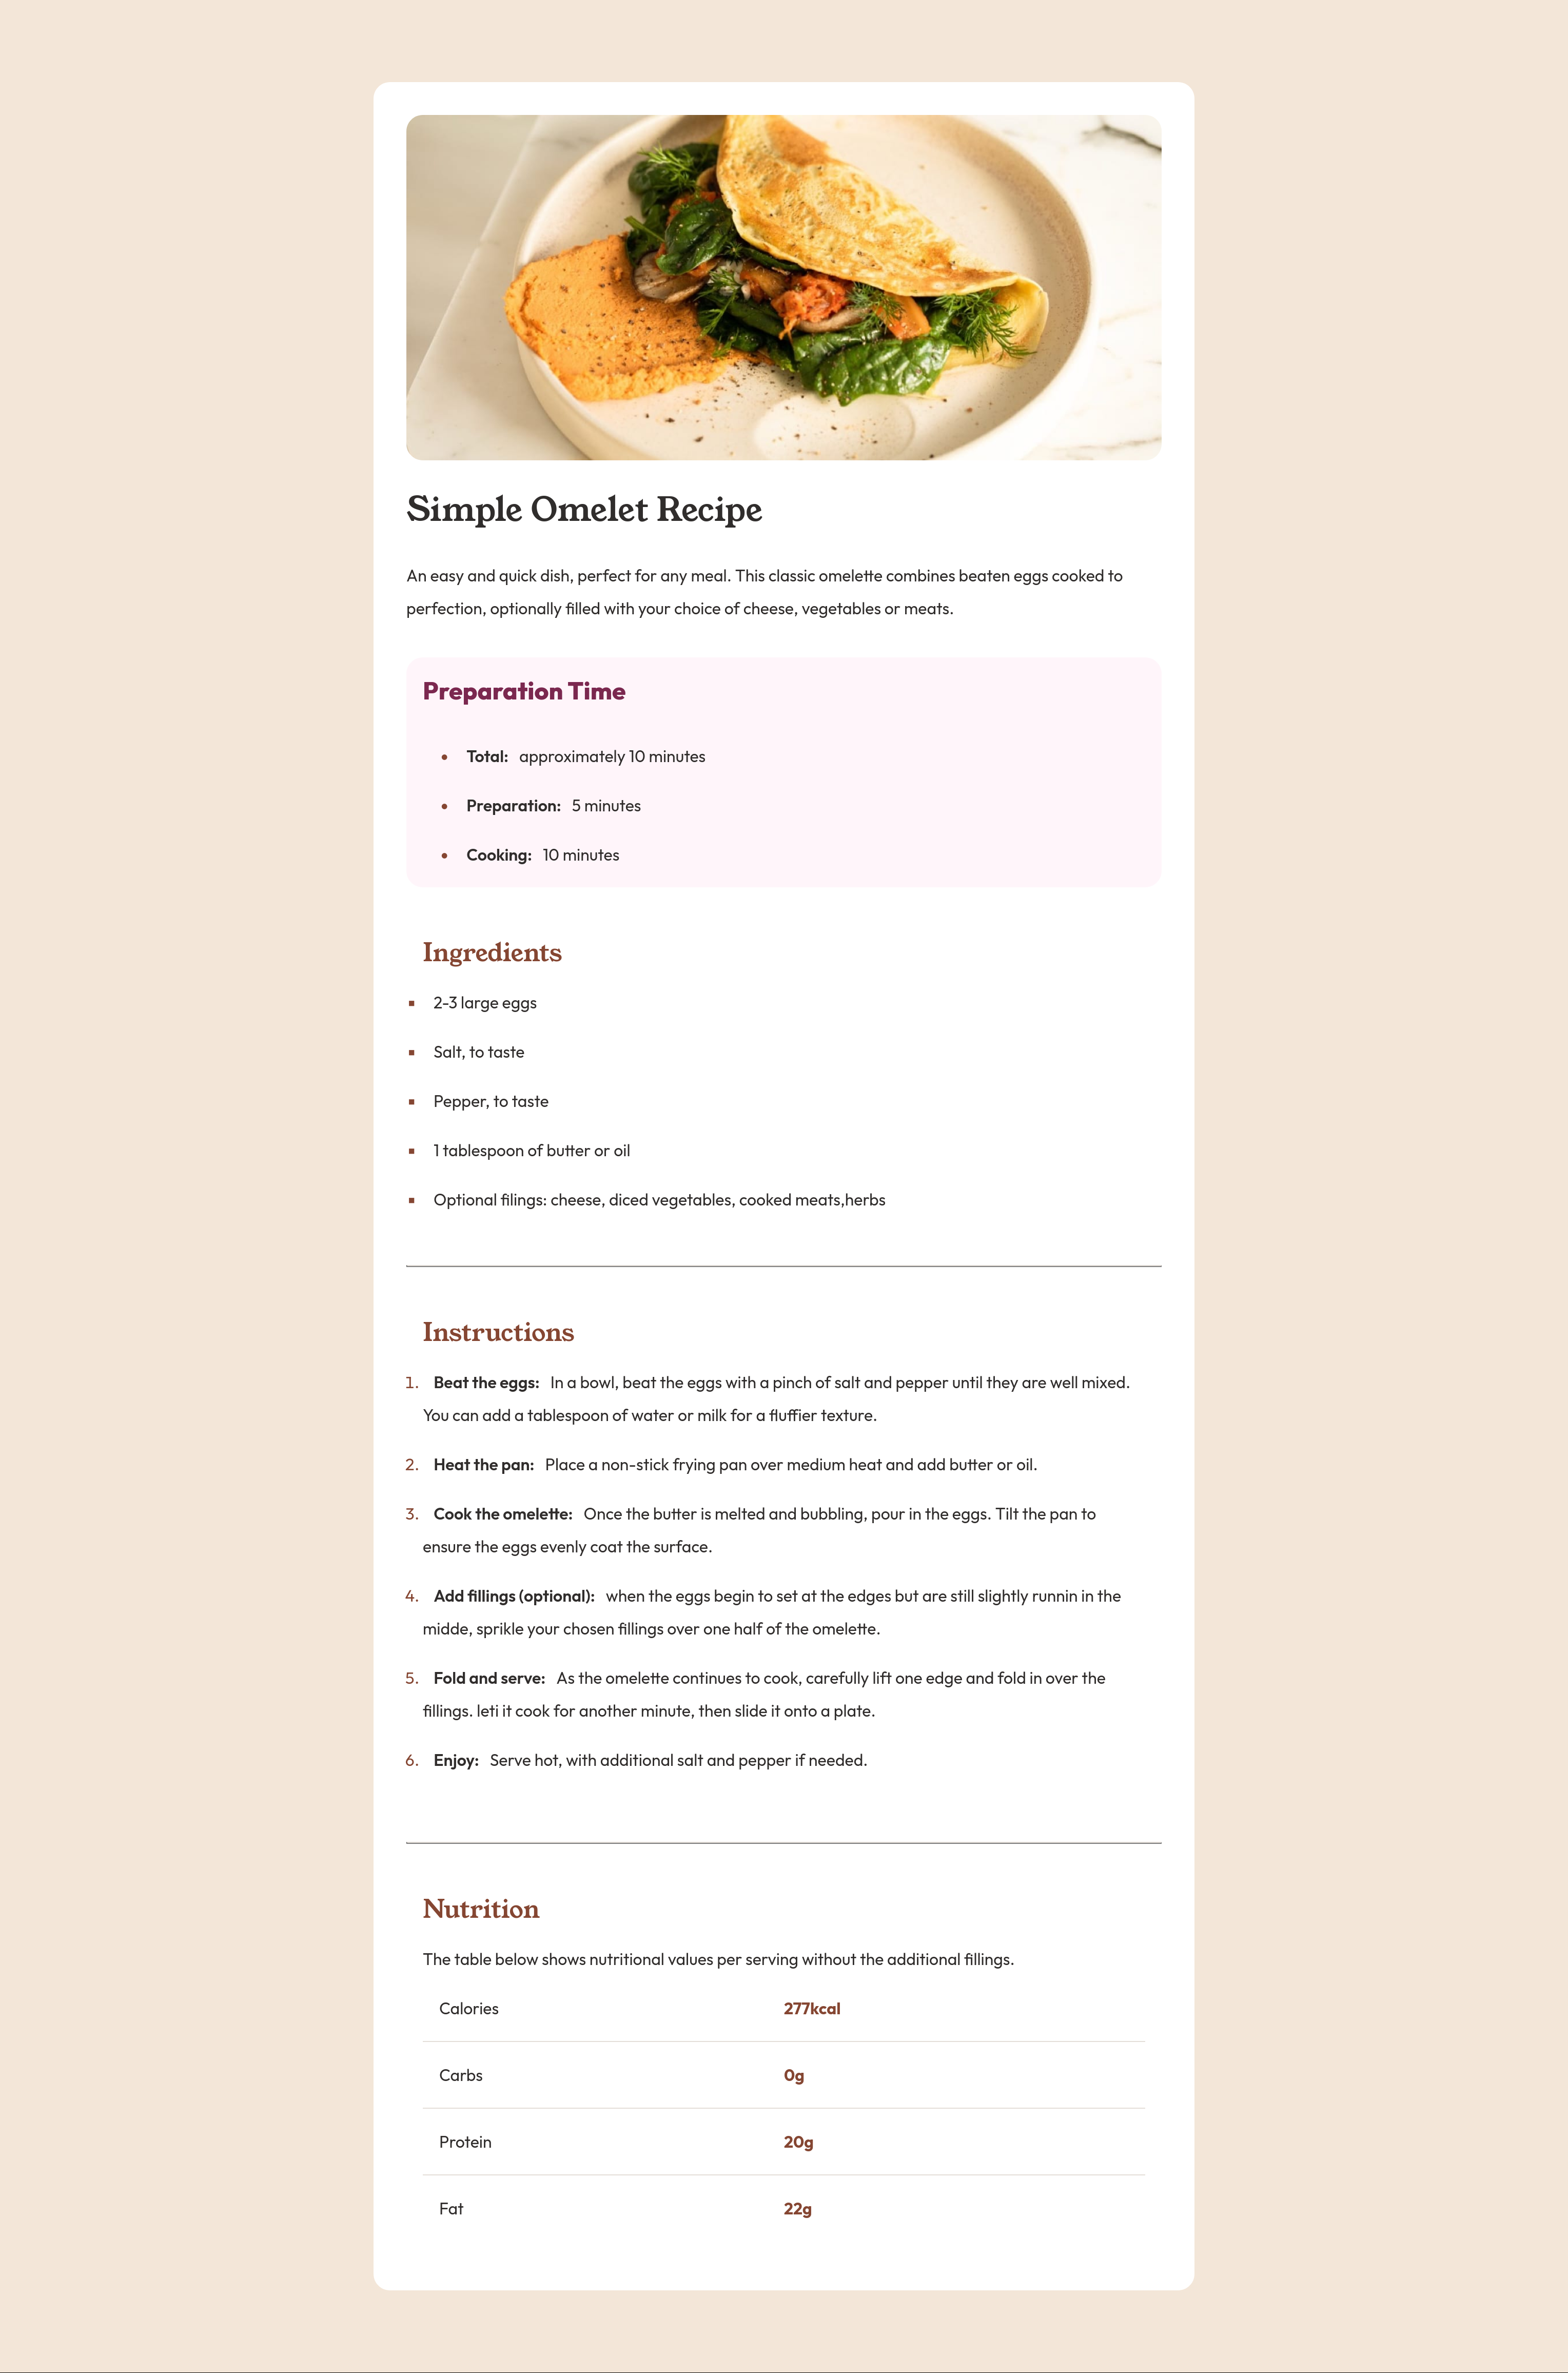 Simple Omelet Recipe
An easy and quick dish, perfect for any meal. This classic omelette combines beaten eggs cooked to
perfection, optionally filled with your choice of cheese, vegetables or meats.
Preparation Time
• Total: approximately 10 minutes
• Preparation: 5 minutes
• Cooking: 10 minutes
Ingredients
▪ 2-3 large eggs
▪ Salt, to taste
▪ Pepper, to taste
▪ 1 tablespoon of butter or oil
▪ Optional filings: cheese, diced vegetables, cooked meats,herbs
Instructions
1. Beat the eggs: In a bowl, beat the eggs with a pinch of salt and pepper until they are well mixed.
You can add a tablespoon of water or milk for a fluffier texture.
2. Heat the pan: Place a non-stick frying pan over medium heat and add butter or oil.
3. Cook the omelette: Once the butter is melted and bubbling, pour in the eggs. Tilt the pan to
ensure the eggs evenly coat the surface.
4. Add fillings (optional): when the eggs begin to set at the edges but are still slightly runnin in the
midde, sprikle your chosen fillings over one half of the omelette.
5. Fold and serve: As the omelette continues to cook, carefully lift one edge and fold in over the
fillings. leti it cook for another minute, then slide it onto a plate.
6. Enjoy: Serve hot, with additional salt and pepper if needed.
Nutrition
The table below shows nutritional values per serving without the additional fillings.
Calories 277kcal
Carbs 0g
Protein 20g
Fat 22g